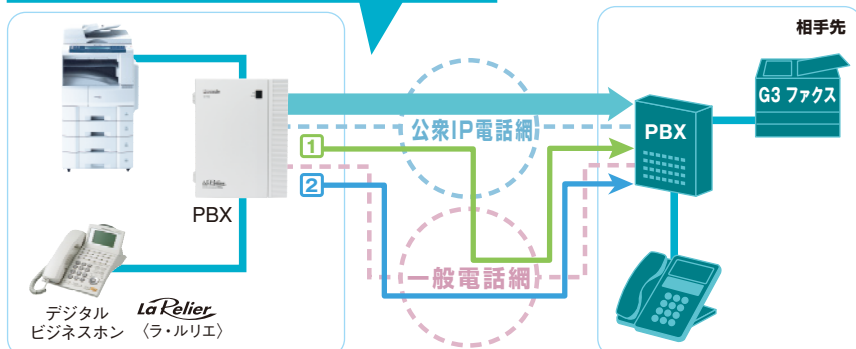 相手先
G3 ファクス
公衆IP電話網
PBX
1
2
La Relier
PBX
一般電話網
デジタル
ビジネスホン
La Relier
〈ラ・ルリエ〉